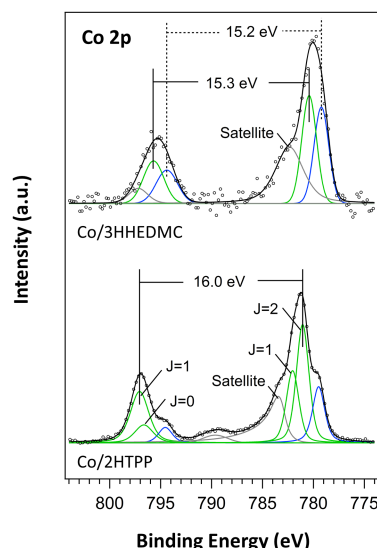 Co 2p
15.2 eV
15.3 eV
Satellite
Co/3HHEDMC
16.0 eV
J=2
J=1
J=1
J=0
Satellite
Co/2HTPP
800 795 790 785 780 775
Binding Energy (eV)
Intensity (a.u.)